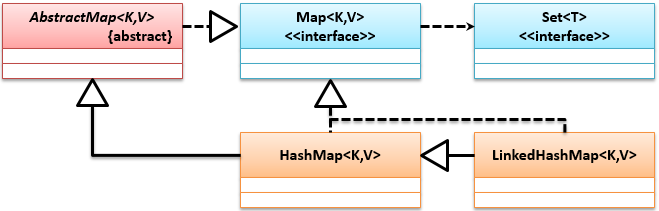 AbstractMap<K,V>
{abstract}
Map<K,V>
<<interface>>
Set<T>
<<interface>>
HashMap<K,V>
LinkedHashMap<K,V>